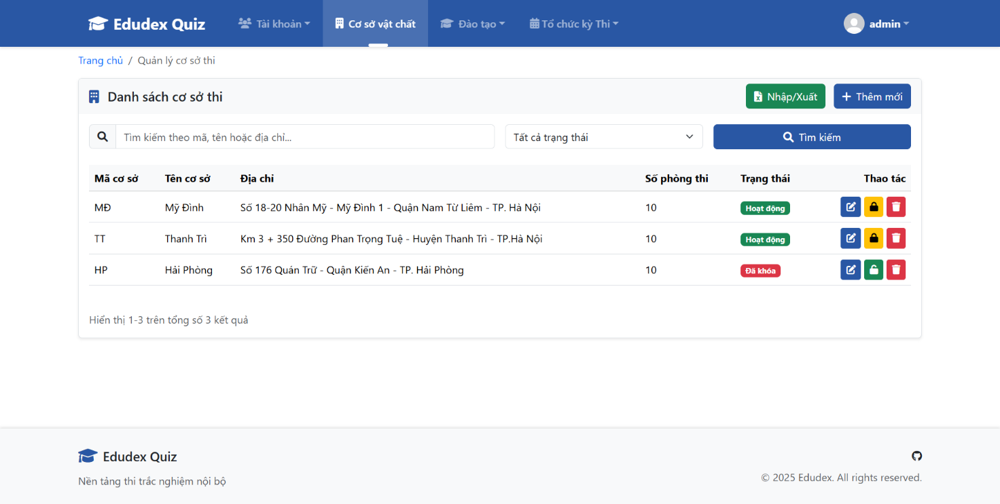 Edudex Quiz Tài khoản Cơ sở vật chất Đào tạo Tổ chức kỳ Thi admin
Trang chủ / Quản lý cơ sở thi
Danh sách cơ sở thi Nhập/Xuất Thêm mới
Tìm kiếm theo mã, tên hoặc địa chỉ... Tất cả trạng thái Tìm kiếm
Mã cơ sở Tên cơ sở Địa chỉ Số phòng thi Trạng thái Thao tác
MĐ Mỹ Đình Số 18-20 Nhân Mỹ - Mỹ Đình 1 - Quận Nam Từ Liêm - TP. Hà Nội 10 Hoạt động
TT Thanh Trì Km 3 + 350 Đường Phan Trọng Tuệ - Huyện Thanh Trì - TP.Hà Nội 10 Hoạt động
HP Hải Phòng Số 176 Quán Trữ - Quận Kiến An - TP. Hải Phòng 10 Đã khóa
Hiển thị 1-3 trên tổng số 3 kết quả
Edudex Quiz
Nền tảng thi trắc nghiệm nội bộ
© 2025 Edudex. All rights reserved.